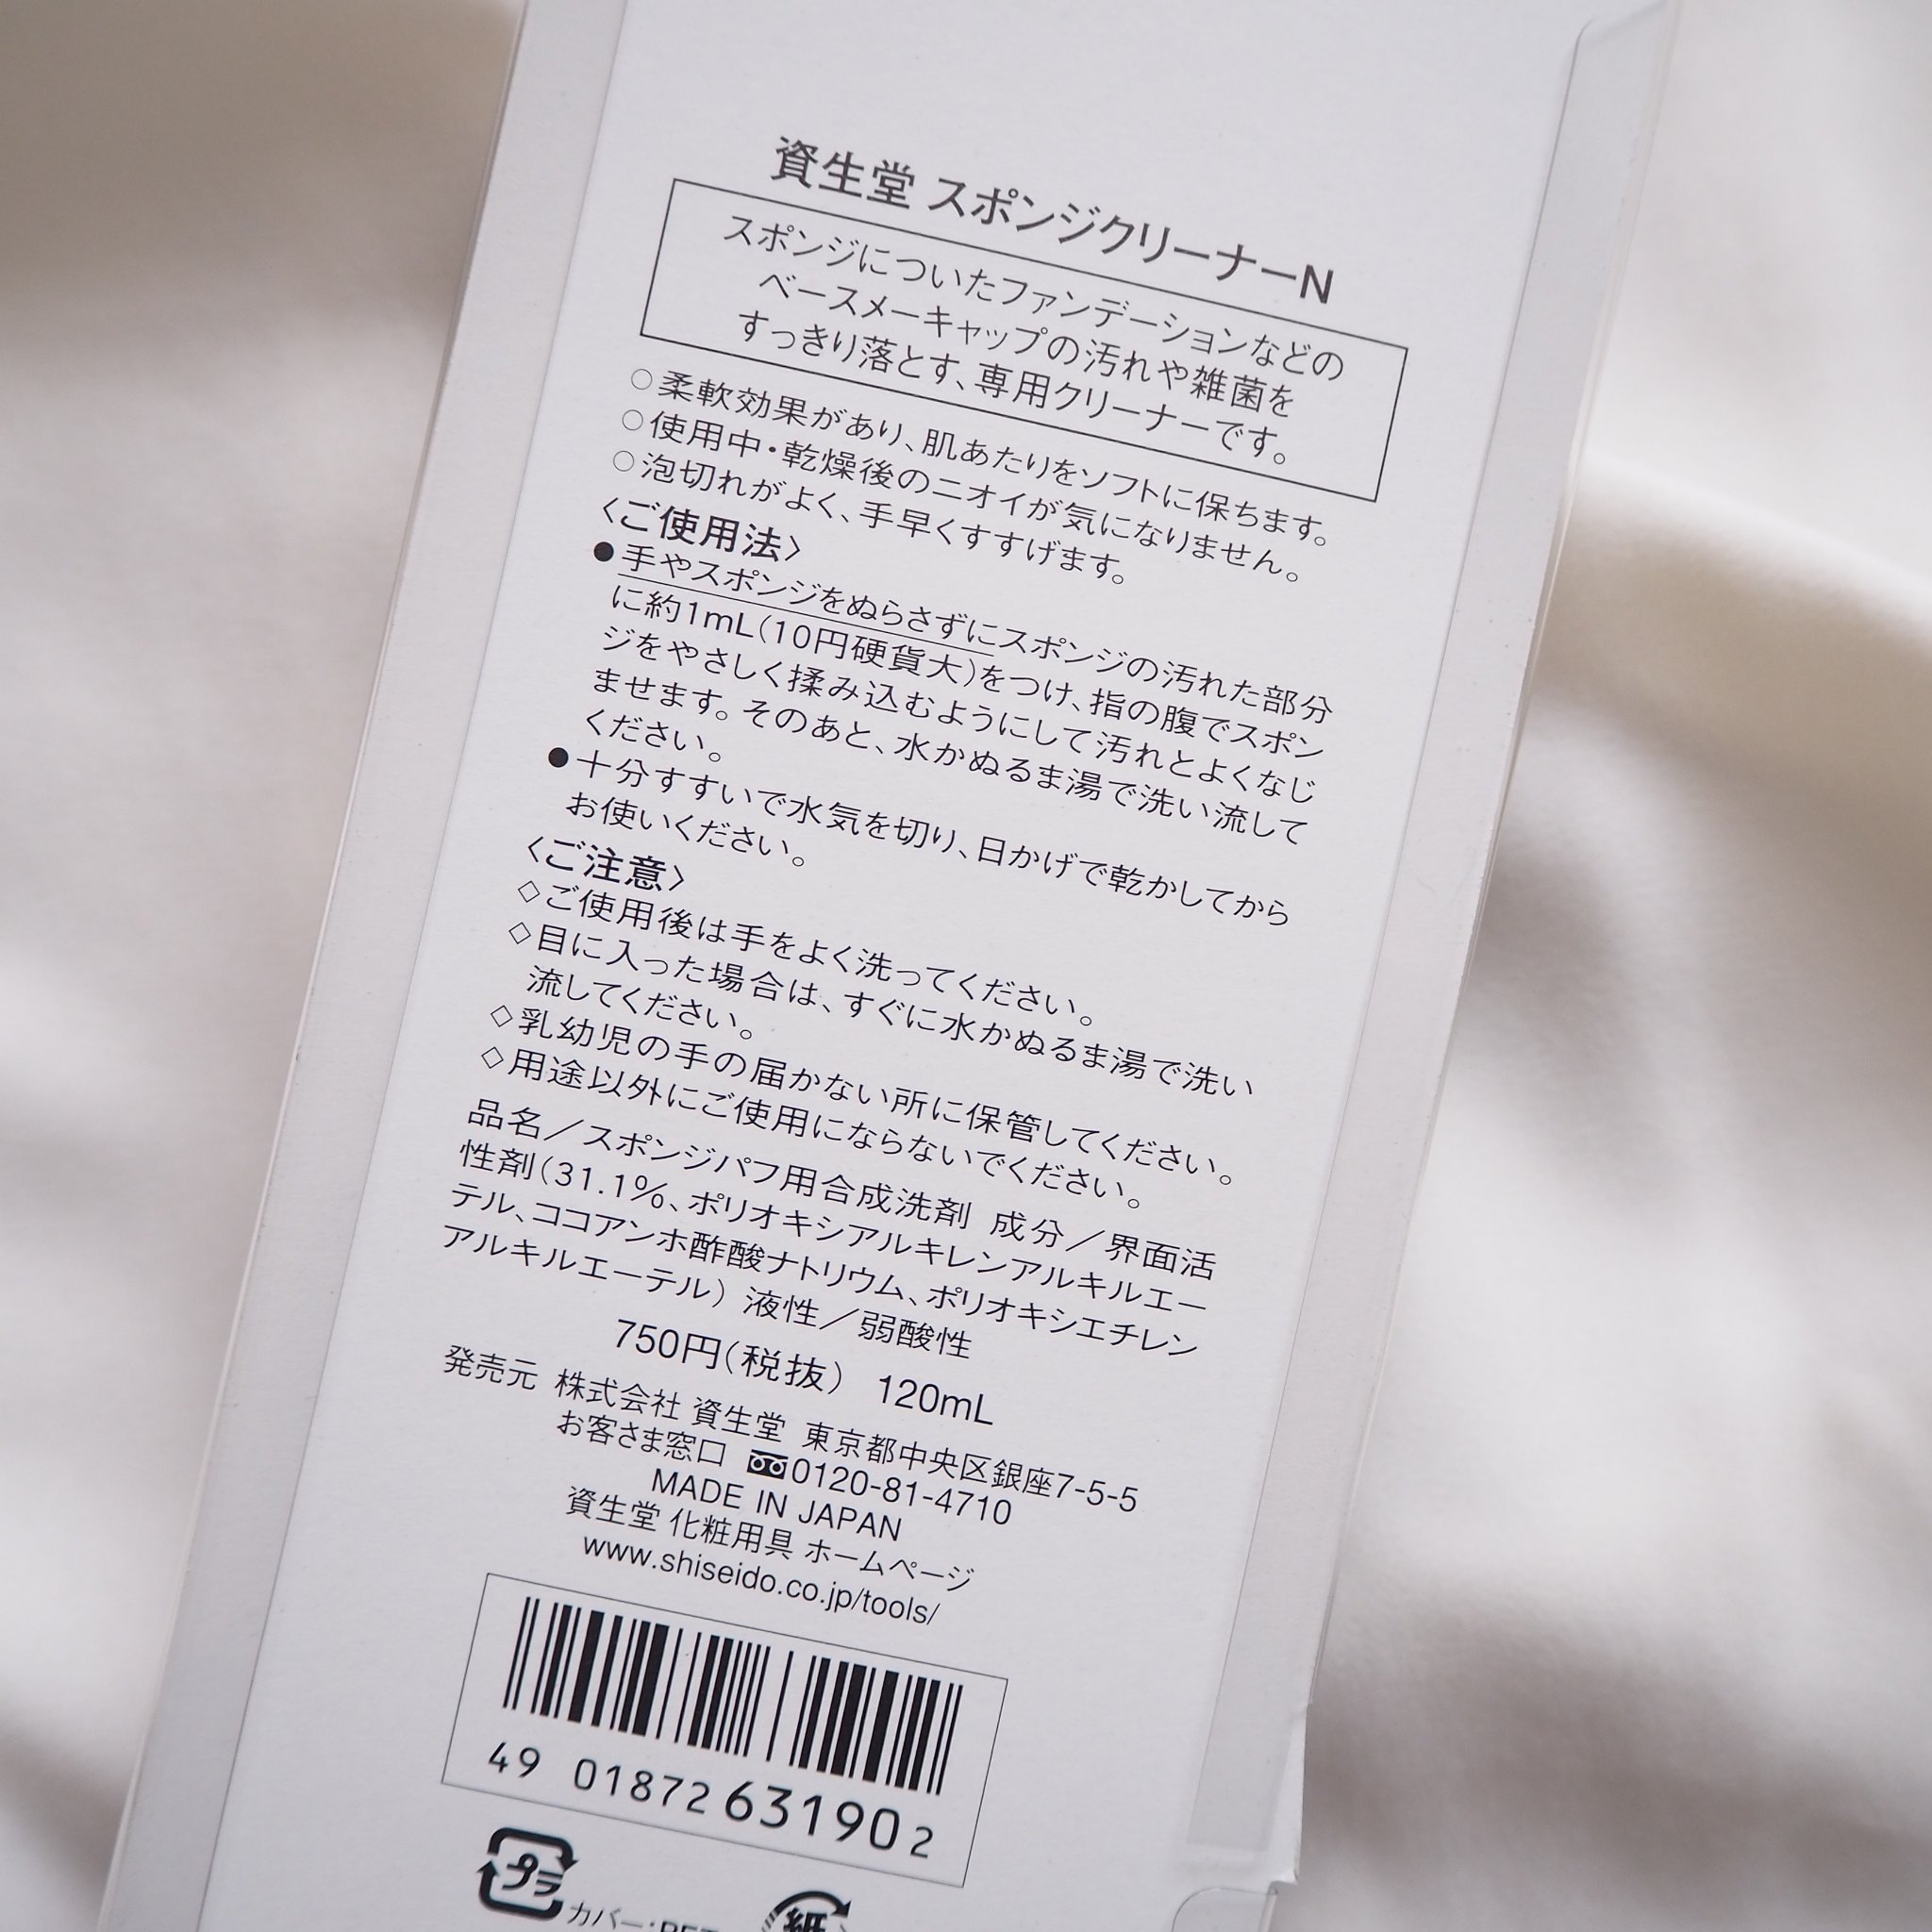 資生堂 スポンジクリーナーN
スポンジについたファンデーションなどの
ベースメーキャップの汚れや雑菌を
すっきり落とす、専用クリーナーです。
○柔軟効果があり、肌あたりをソフトに保ちます。
○使用中・乾燥後のニオイが気になりません。
○泡切れがよく、手早くすすげます。
〈ご使用法〉
●手やスポンジをぬらさずにスポンジの汚れた部分
に約1mL(10円硬貨大)をつけ、指の腹でスポン
ジをやさしく揉み込むようにして汚れとよくなじ
ませます。そのあと、水かぬるま湯で洗い流して
ください。
●十分すすいで水気を切り、日かげで乾かしてから
お使いください。
〈ご注意〉
◇ご使用後は手をよく洗ってください。
◇目に入った場合は、すぐに水かぬるま湯で洗い
流してください。
◇乳幼児の手の届かない所に保管してください。
◇用途以外にご使用にならないでください。
品名／スポンジパフ用合成洗剤 成分／界面活
性剤(31.1%、ポリオキシアルキレンアルキルエー
テル、ココアンホ酢酸ナトリウム、ポリオキシエチレン
アルキルエーテル) 液性／弱酸性
750円(税抜) 120mL
発売元 株式会社 資生堂 東京都中央区銀座7-5-5
お客さま窓口 0120-81-4710
MADE IN JAPAN
資生堂 化粧用具 ホームページ
www.shiseido.co.jp/tools/
49 01872 63190 2
プラ
カバー:PET
紙